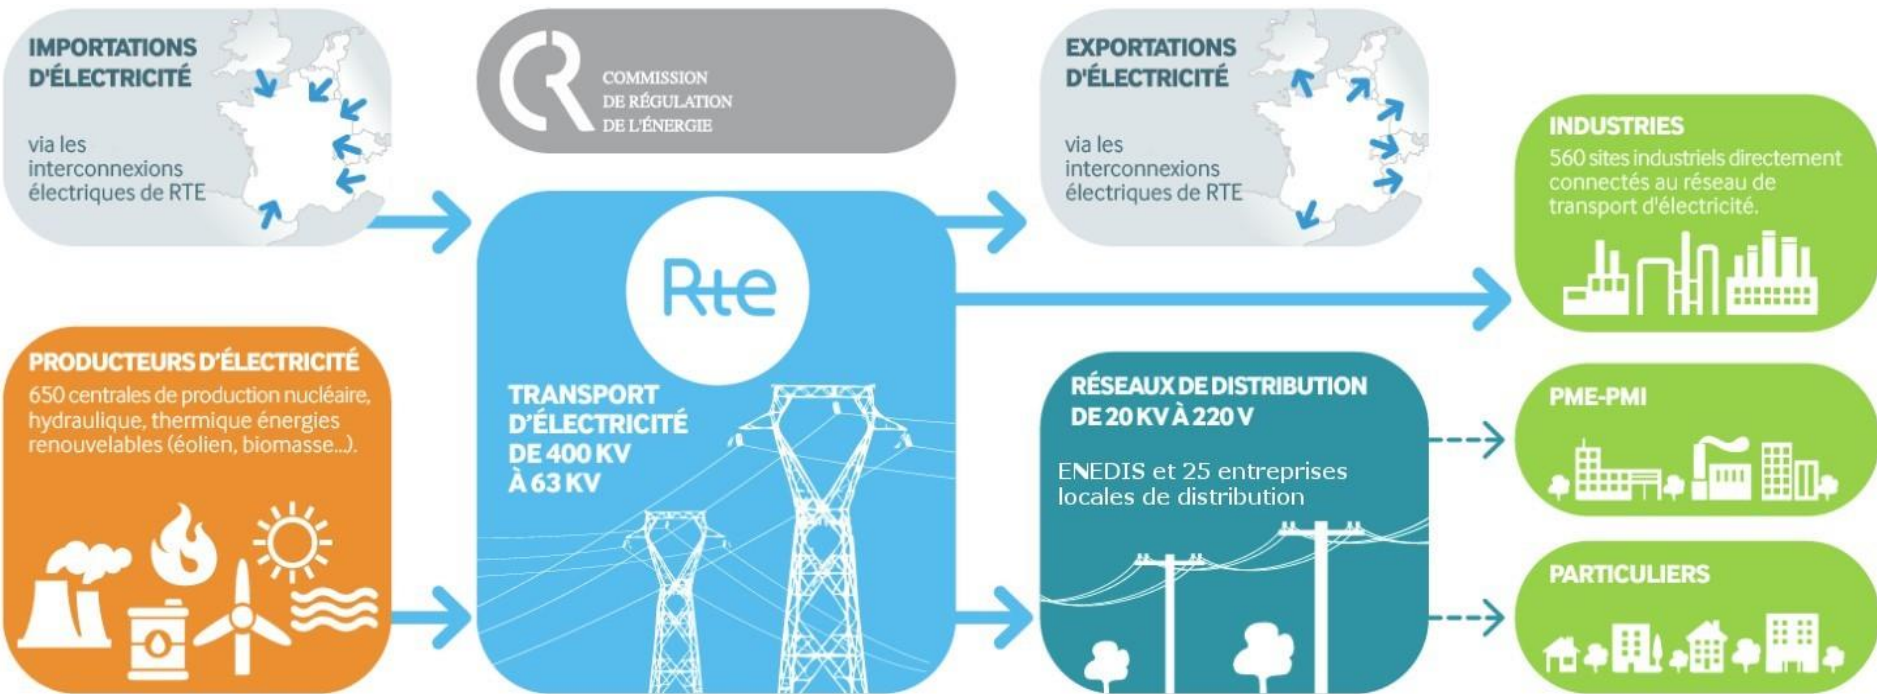 IMPORTATIONS
D'ÉLECTRICITÉ
via les
interconnexions
électriques de RTE
CR
COMMISSION
DE RÉGULATION
DE L'ÉNERGIE
EXPORTATIONS
D'ÉLECTRICITÉ
via les
interconnexions
électriques de RTE
INDUSTRIES
560 sites industriels directement
connectés au réseau de
transport d'électricité.
PRODUCTEURS D'ÉLECTRICITÉ
650 centrales de production nucléaire,
hydraulique, thermique énergies
renouvelables (éolien, biomasse...).
Rte
TRANSPORT
D'ÉLECTRICITÉ
DE 400 KV
À 63 KV
RÉSEAUX DE DISTRIBUTION
DE 20 KV À 220 V
ENEDIS et 25 entreprises
locales de distribution
PME-PMI
PARTICULIERS